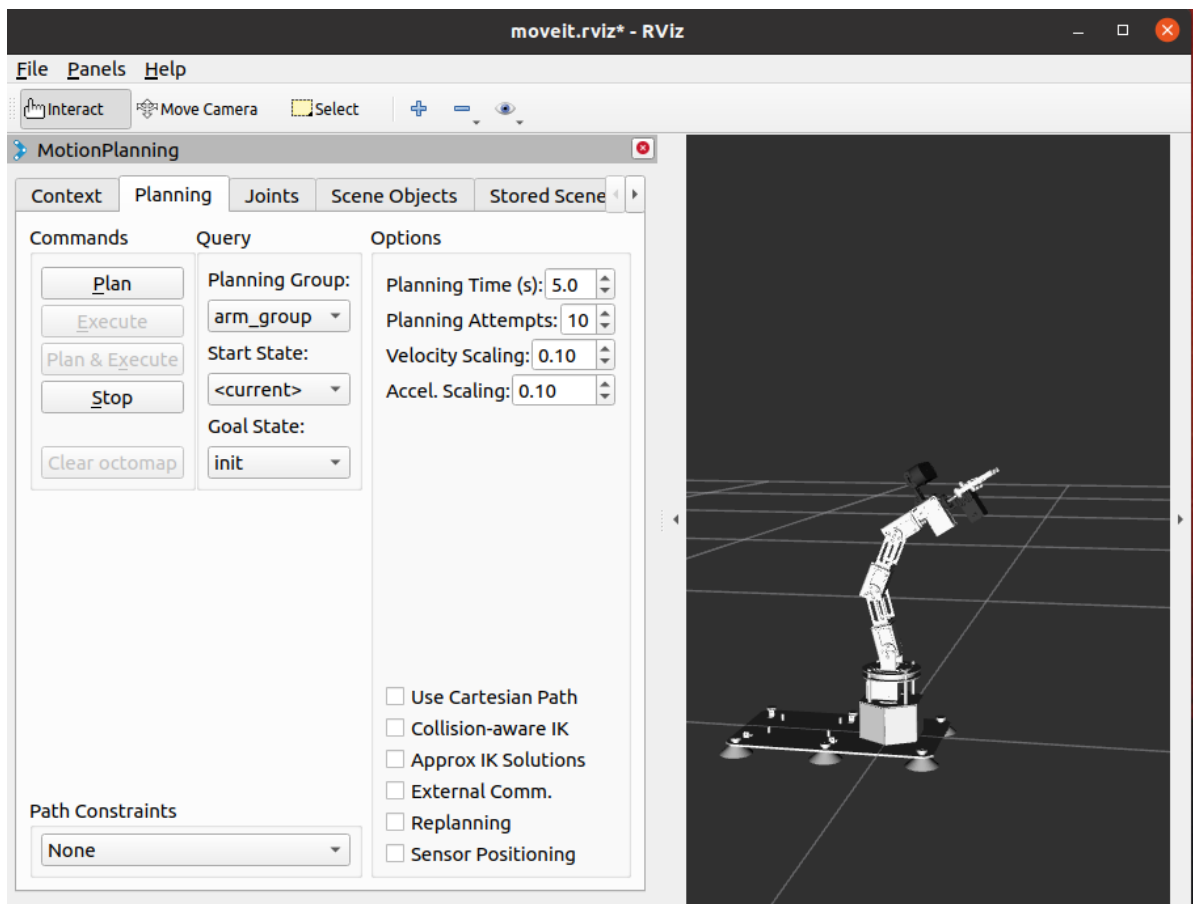 moveit.rviz* - RViz
File Panels Help
Interact Move Camera Select
MotionPlanning
Context Planning Joints Scene Objects Stored Scene
Commands Query Options
Plan
Execute
Plan & Execute
Stop
Clear octomap
Planning Group:
arm_group
Start State:
<current>
Goal State:
init
Planning Time (s): 5.0
Planning Attempts: 10
Velocity Scaling: 0.10
Accel. Scaling: 0.10
Use Cartesian Path
Collision-aware IK
Approx IK Solutions
External Comm.
Replanning
Sensor Positioning
Path Constraints
None